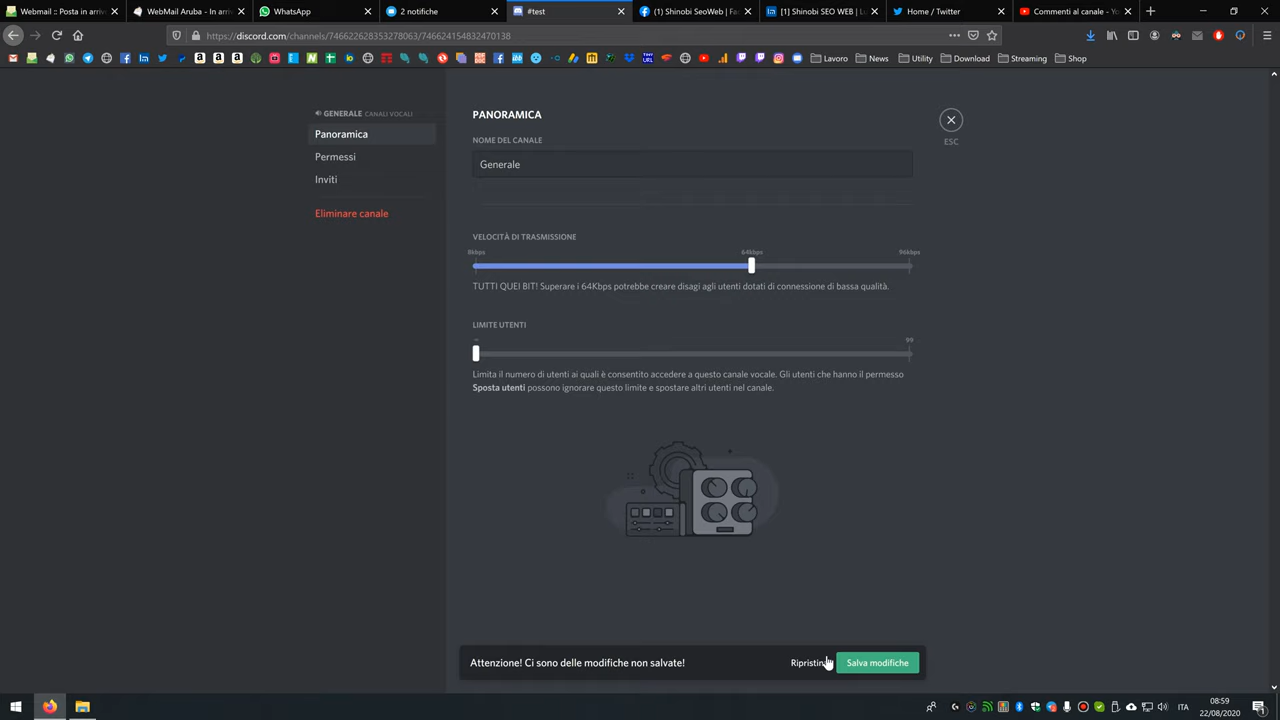 Webmail :: Posta in arriv
WebMail Aruba - In arriv
WhatsApp
2 notifiche
#test
(1) Shinobi SeoWeb | Fac
[1] Shinobi SEO WEB | L
Home / Twitter
Commenti al canale - Yo
https://discord.com/channels/746622628353278063/746624154832470138
Lavoro
News
Utility
Download
Streaming
Shop
GENERALE CANALI VOCALI
Panoramica
Permessi
Inviti
Eliminare canale
PANORAMICA
ESC
NOME DEL CANALE
Generale
VELOCITÀ DI TRASMISSIONE
8kbps
64kbps
96kbps
TUTTI QUEI BIT! Superare i 64Kbps potrebbe creare disagi agli utenti dotati di connessione di bassa qualità.
LIMITE UTENTI
99
Limita il numero di utenti ai quali è consentito accedere a questo canale vocale. Gli utenti che hanno il permesso
Sposta utenti possono ignorare questo limite e spostare altri utenti nel canale.
Attenzione! Ci sono delle modifiche non salvate!
Ripristin
Salva modifiche
ITA
08:59
22/08/2020